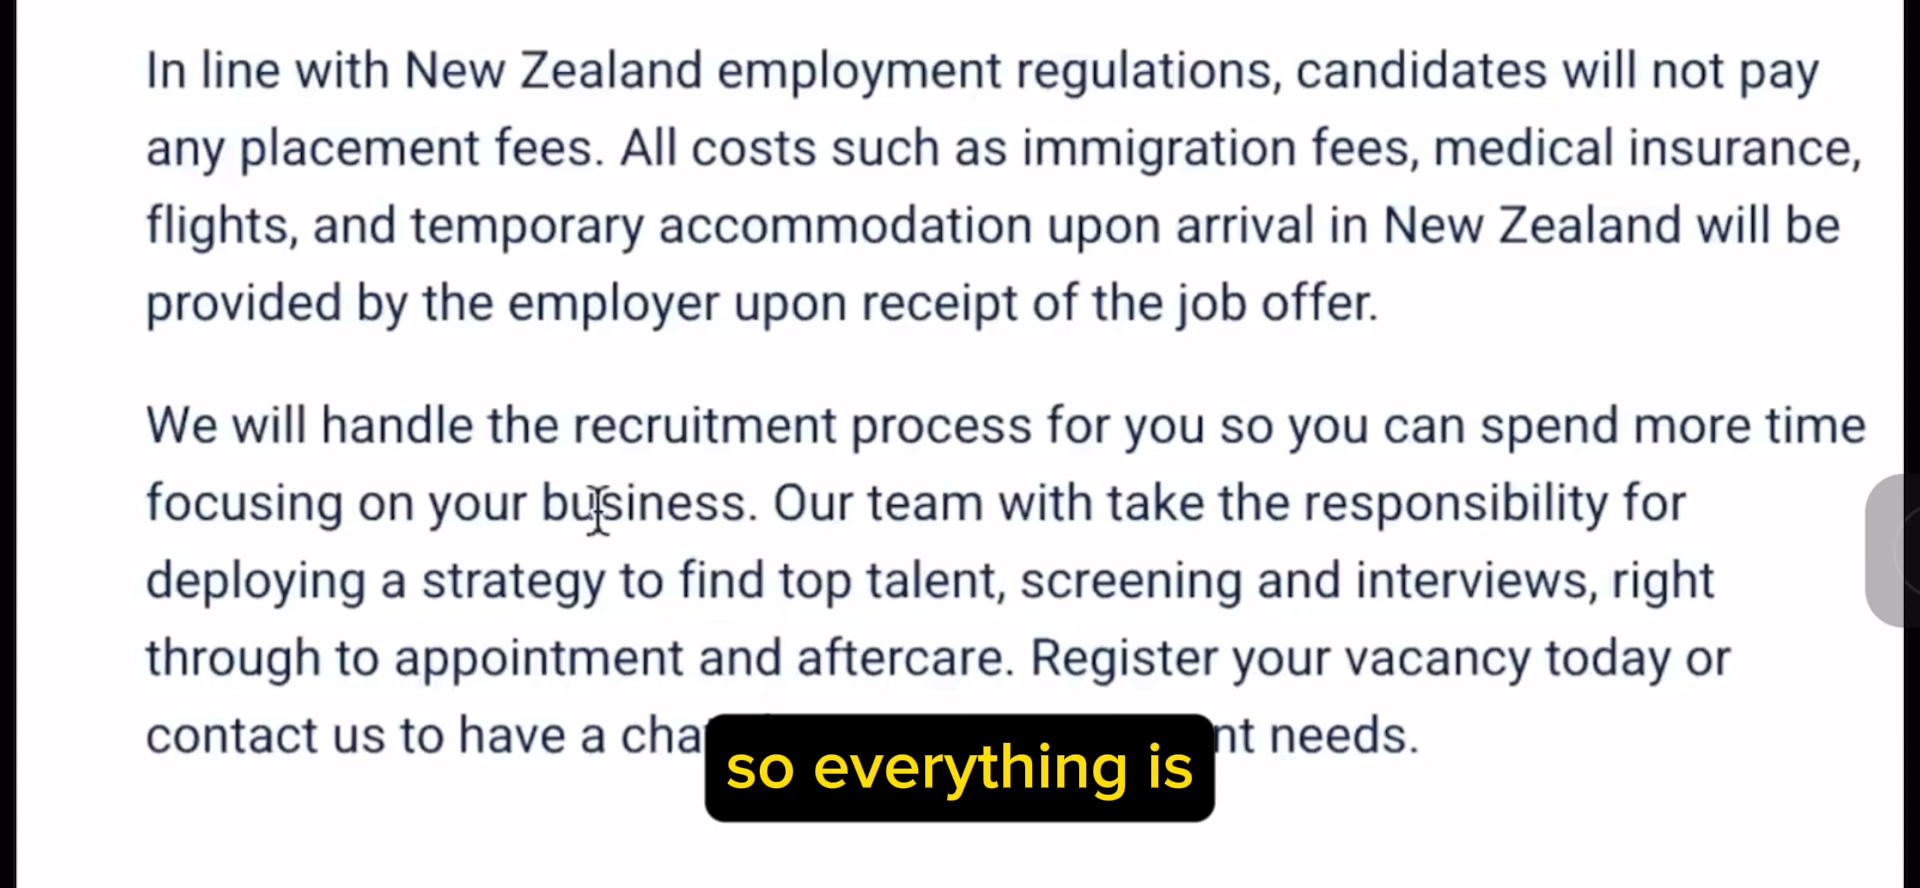 In line with New Zealand employment regulations, candidates will not pay
any placement fees. All costs such as immigration fees, medical insurance,
flights, and temporary accommodation upon arrival in New Zealand will be
provided by the employer upon receipt of the job offer.
We will handle the recruitment process for you so you can spend more time
focusing on your business. Our team with take the responsibility for
deploying a strategy to find top talent, screening and interviews, right
through to appointment and aftercare. Register your vacancy today or
contact us to have a needs.
so everything is